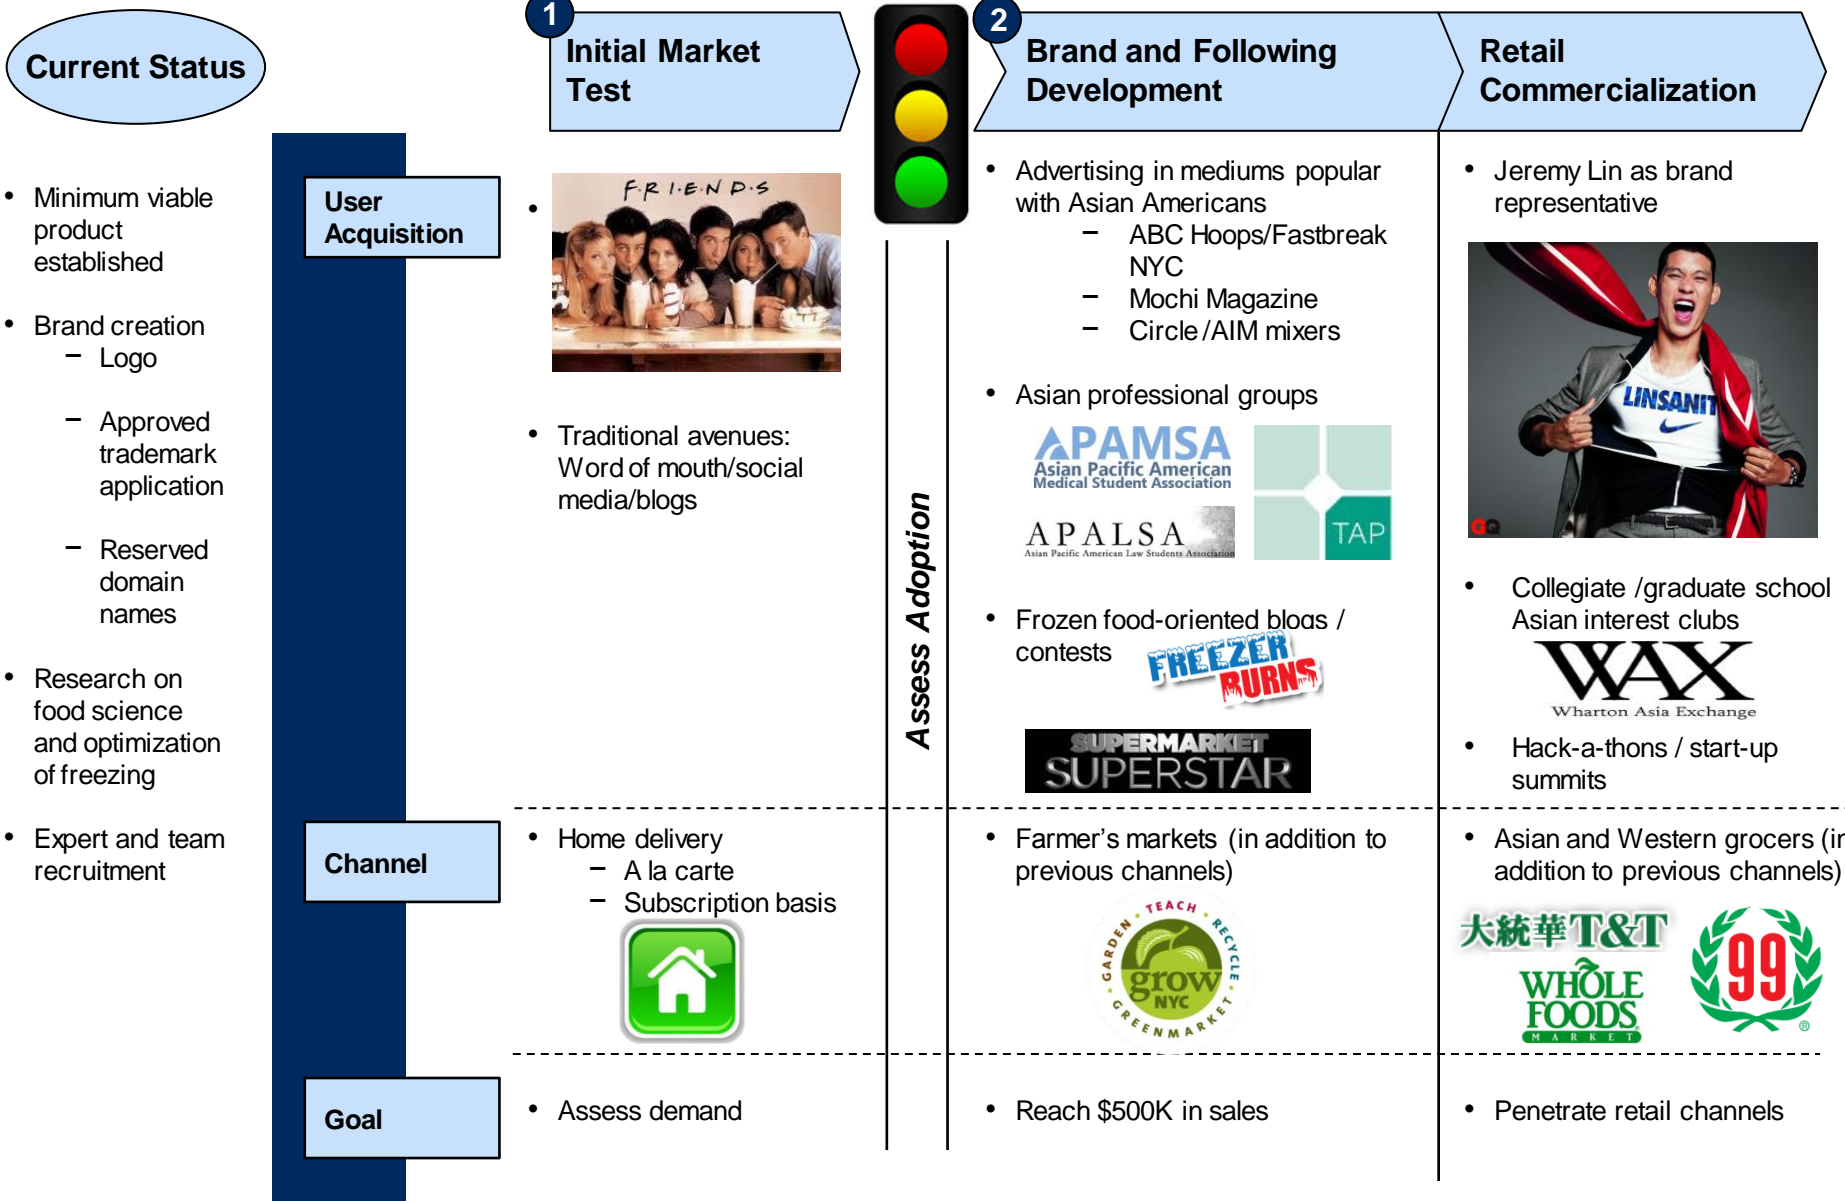 Current Status
1
Initial Market
Test
2
Brand and Following
Development
Retail
Commercialization
• Minimum viable
product
established
• Brand creation
– Logo
– Approved
trademark
application
– Reserved
domain
names
• Research on
food science
and optimization
of freezing
• Expert and team
recruitment
User
Acquisition
•
F·R·I·E·N·D·S
• Traditional avenues:
Word of mouth/social
media/blogs
Assess Adoption
• Advertising in mediums popular
with Asian Americans
– ABC Hoops/Fastbreak
NYC
– Mochi Magazine
– Circle /AIM mixers
• Asian professional groups
APAMSA
Asian Pacific American
Medical Student Association
APALSA
Asian Pacific American Law Students Association
TAP
• Frozen food-oriented blogs /
contests
FREEZER
BURNS
SUPERMARKET
SUPERSTAR
• Jeremy Lin as brand
representative
LINSANIT
GQ
• Collegiate /graduate school
Asian interest clubs
WAX
Wharton Asia Exchange
• Hack-a-thons / start-up
summits
Channel
• Home delivery
– A la carte
– Subscription basis
• Farmer's markets (in addition to
previous channels)
GARDEN · TEACH · RECYCLE · GREENMARKET
grow
NYC
• Asian and Western grocers (in
addition to previous channels)
大統華T&T
WHOLE
FOODS
MARKET
99
®
Goal
• Assess demand
• Reach $500K in sales
• Penetrate retail channels